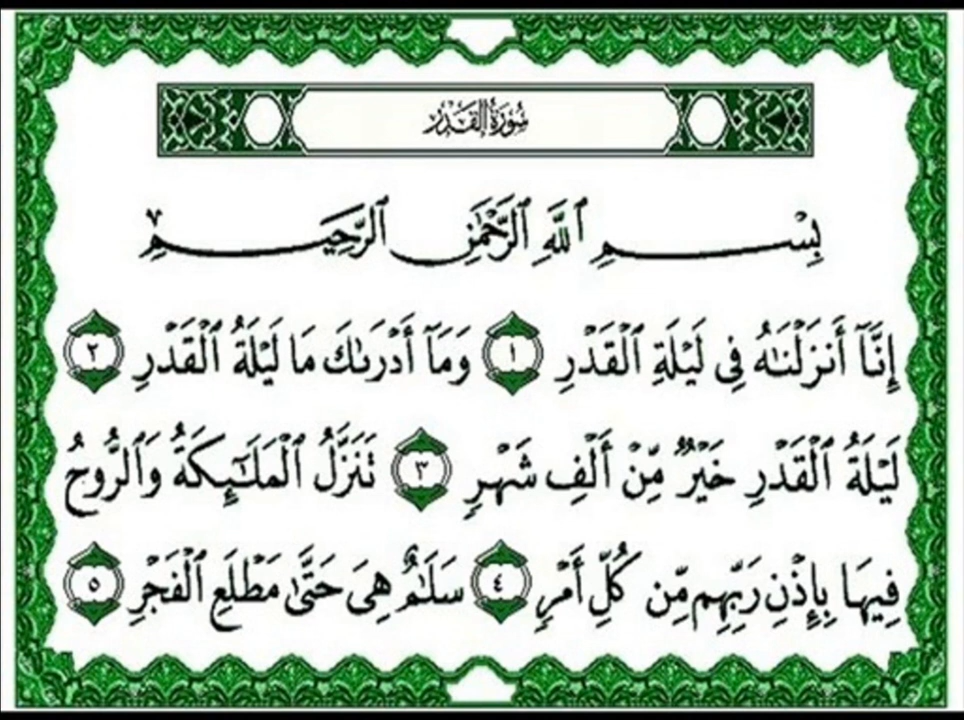 سُورَةُ القَدْرِ
بِسْمِ ٱللَّهِ ٱلرَّحْمَٰنِ ٱلرَّحِيمِ
إِنَّآ أَنزَلْنَٰهُ فِى لَيْلَةِ ٱلْقَدْرِ ١ وَمَآ أَدْرَىٰكَ مَا لَيْلَةُ ٱلْقَدْرِ ٢
لَيْلَةُ ٱلْقَدْرِ خَيْرٌ مِّنْ أَلْفِ شَهْرٍ ٣ تَنَزَّلُ ٱلْمَلَٰٓئِكَةُ وَٱلرُّوحُ
فِيهَا بِإِذْنِ رَبِّهِم مِّن كُلِّ أَمْرٍ ٤ سَلَٰمٌ هِىَ حَتَّىٰ مَطْلَعِ ٱلْفَجْرِ ٥